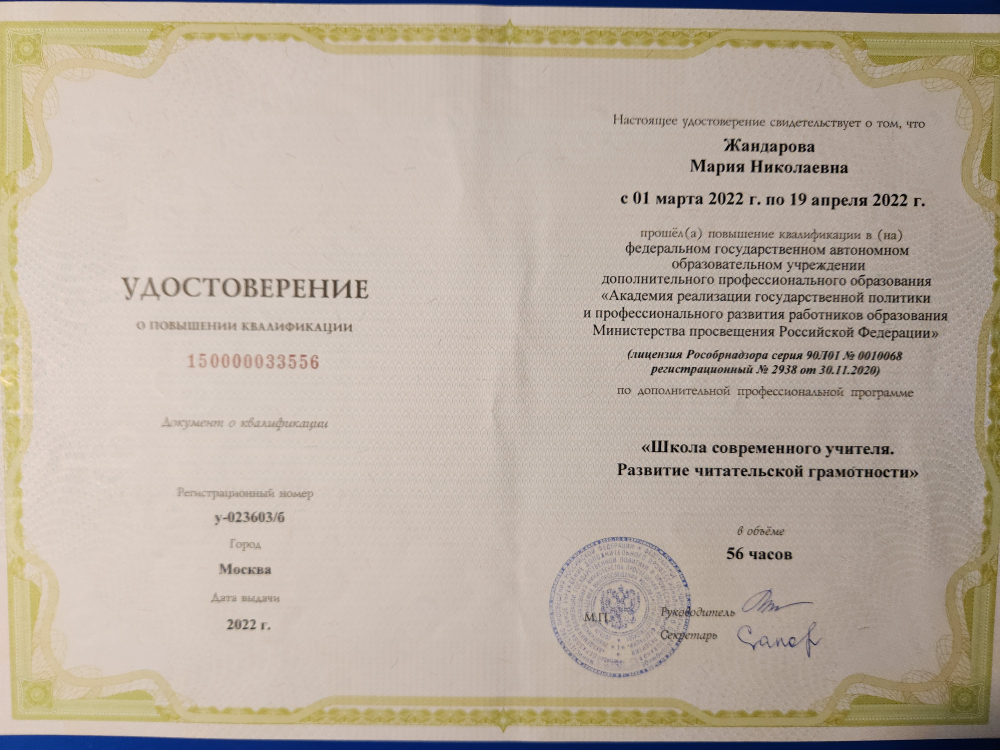 УДОСТОВЕРЕНИЕ
О ПОВЫШЕНИИ КВАЛИФИКАЦИИ
150000033556
Документ о квалификации
Регистрационный номер
у-023603/б
Город
Москва
Дата выдачи
2022 г.
Настоящее удостоверение свидетельствует о том, что
Жандарова
Мария Николаевна
с 01 марта 2022 г. по 19 апреля 2022 г.
прошёл(а) повышение квалификации в (на)
федеральном государственном автономном
образовательном учреждении
дополнительного профессионального образования
«Академия реализации государственной политики
и профессионального развития работников образования
Министерства просвещения Российской Федерации»
(лицензия Рособрнадзора серия 90Л01 № 0010068
регистрационный № 2938 от 30.11.2020)
по дополнительной профессиональной программе
«Школа современного учителя.
Развитие читательской грамотности»
в объёме
56 часов
М.П.
Руководитель
Секретарь